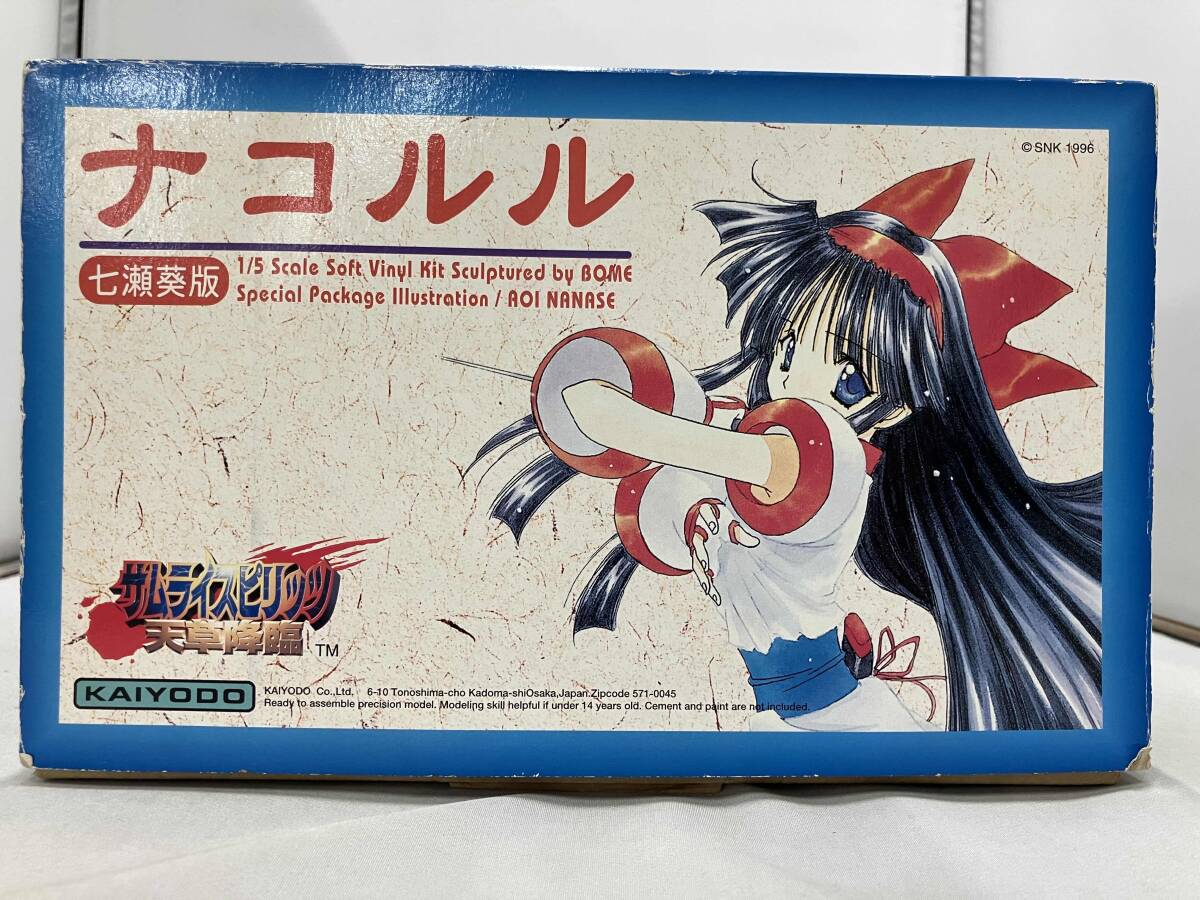 ナコルル
© SNK 1996
七瀬葵版
1/5 Scale Soft Vinyl Kit Sculptured by BOME
Special Package Illustration / AOI NANASE
サムライスピリッツ
天草降臨 TM
KAIYODO
KAIYODO Co.,Ltd. 6-10 Tonoshima-cho Kadoma-shiOsaka,Japan.Zipcode 571-0045
Ready to assemble precision model. Modeling skill helpful if under 14 years old. Cement and paint are not included.